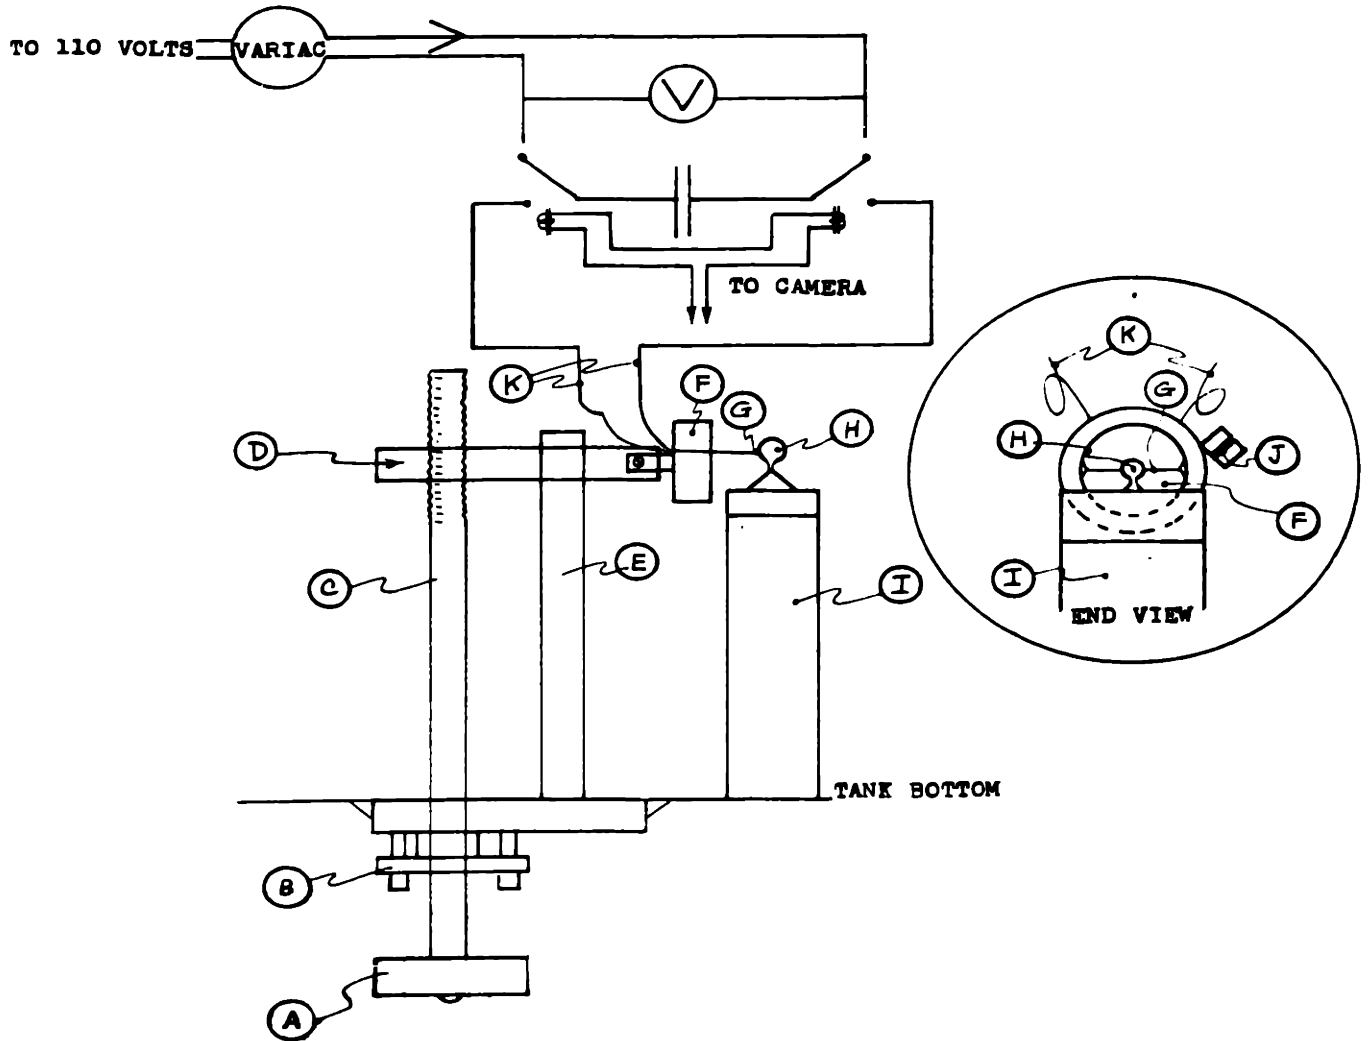 TO 110 VOLTS
VARIAC
V
TO CAMERA
K
F
G
H
D
C
E
I
TANK BOTTOM
B
A
K
G
H
J
F
I
END VIEW